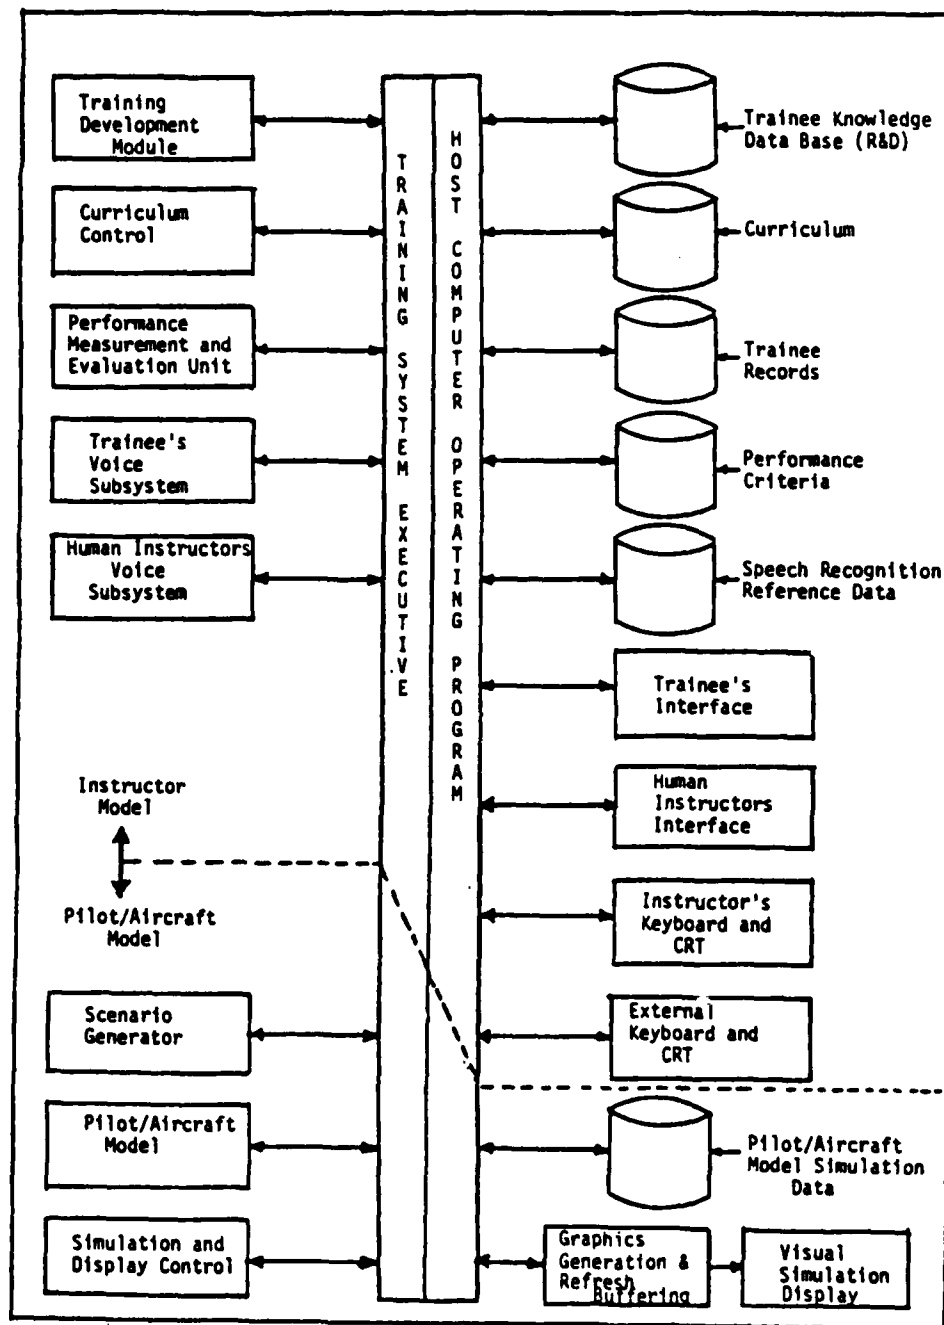 Training
Development
Module
Curriculum
Control
Performance
Measurement and
Evaluation Unit
Trainee's
Voice
Subsystem
Human Instructors
Voice
Subsystem
Instructor
Model
Pilot/Aircraft
Model
Scenario
Generator
Pilot/Aircraft
Model
Simulation and
Display Control
TRAINING SYSTEM EXECUTIVE
HOST COMPUTER OPERATING PROGRAM
Trainee Knowledge
Data Base (R&D)
Curriculum
Trainee
Records
Performance
Criteria
Speech Recognition
Reference Data
Trainee's
Interface
Human
Instructors
Interface
Instructor's
Keyboard and
CRT
External
Keyboard and
CRT
Pilot/Aircraft
Model Simulation
Data
Graphics
Generation &
Refresh
Buffering
Visual
Simulation
Display